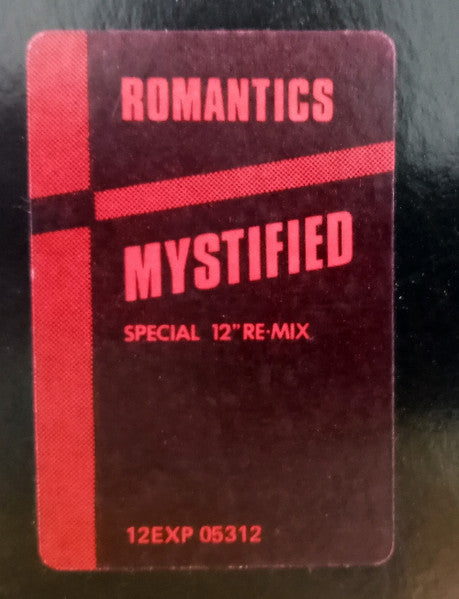 ROMANTICS
MYSTIFIED
SPECIAL 12" RE-MIX
12EXP 05312